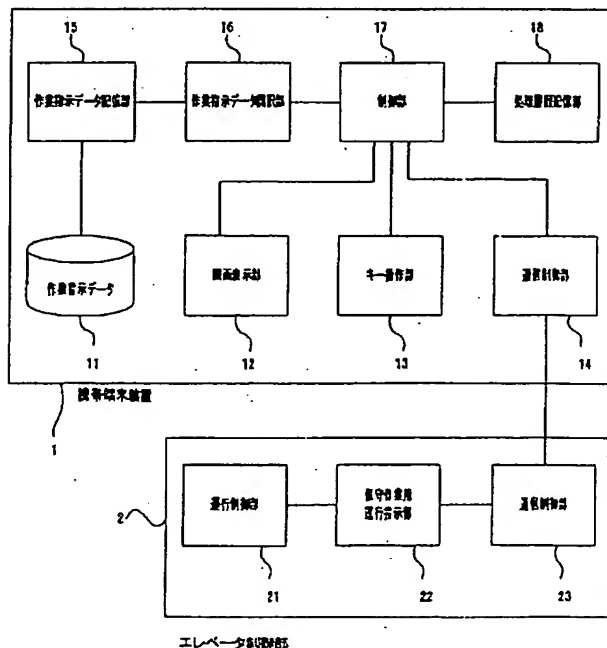 15
16
17
18
作業指示データ記憶部
作業指示データ翻訳部
制御部
処理履歴記憶部
作業指示データ
画面表示部
キー操作部
通信制御部
11
12
13
14
1
携帯端末装置
2
運行制御部
保守作業用
運行指示部
通信制御部
21
22
23
エレベータ制御部